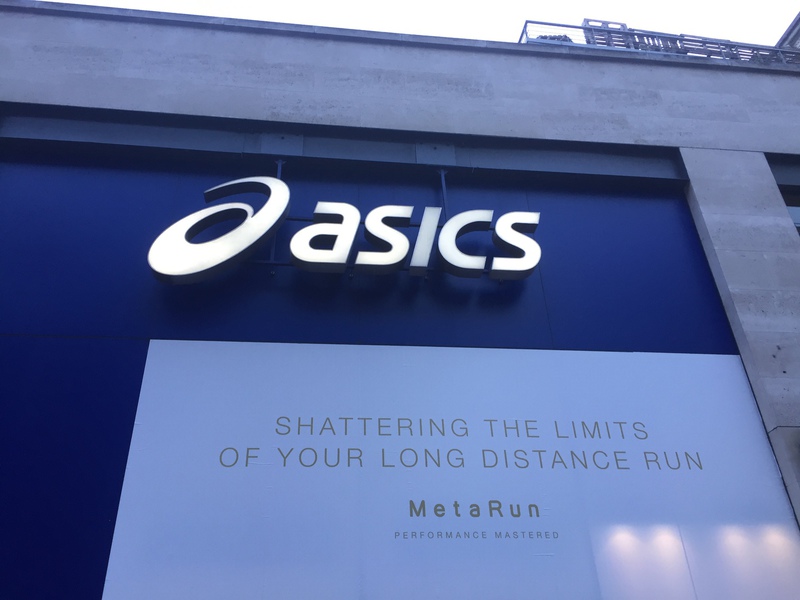 asics
SHATTERING THE LIMITS
OF YOUR LONG DISTANCE RUN
MetaRun
PERFORMANCE MASTERED